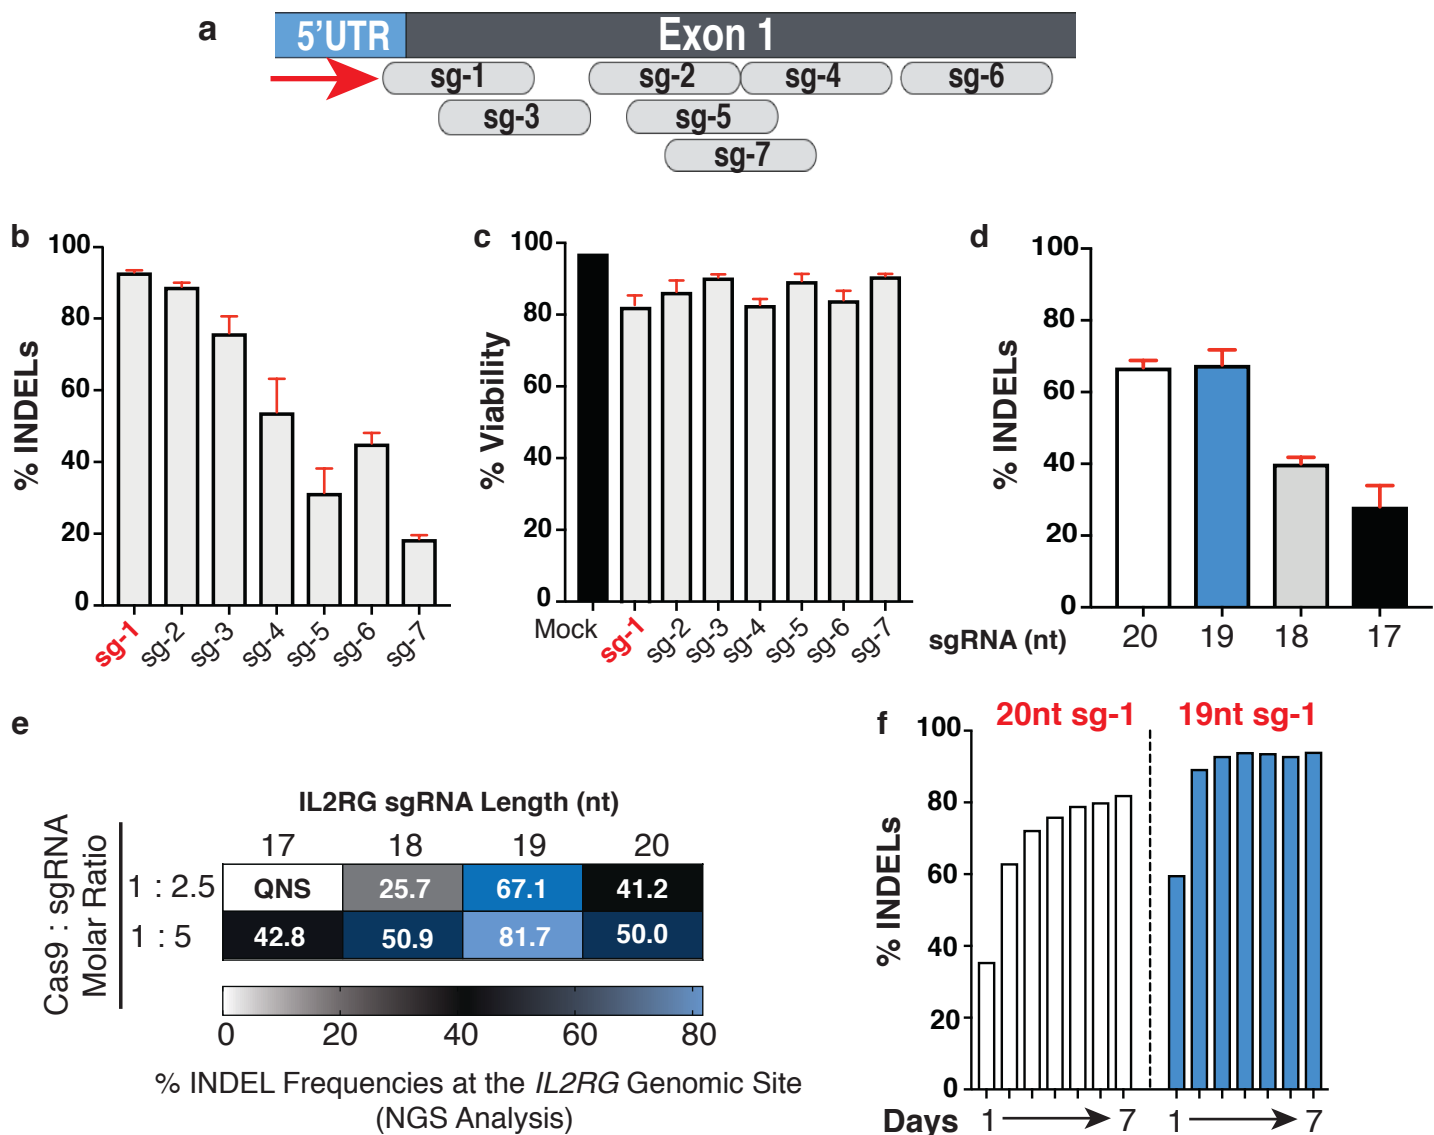 a
5'UTR Exon 1
sg-1 sg-2 sg-4 sg-6
sg-3 sg-5
sg-7
b
% INDELs
100
80
60
40
20
0
sg-1 sg-2 sg-3 sg-4 sg-5 sg-6 sg-7
c
% Viability
100
80
60
40
20
0
Mock sg-1 sg-2 sg-3 sg-4 sg-5 sg-6 sg-7
d
% INDELs
100
80
60
40
20
0
sgRNA (nt) 20 19 18 17
e
IL2RG sgRNA Length (nt)
Cas9 : sgRNA
Molar Ratio
17 18 19 20
1 : 2.5 QNS 25.7 67.1 41.2
1 : 5 42.8 50.9 81.7 50.0
0 20 40 60 80
% INDEL Frequencies at the IL2RG Genomic Site
(NGS Analysis)
f
20nt sg-1 19nt sg-1
% INDELs
100
80
60
40
20
0
Days 1 7 1 7